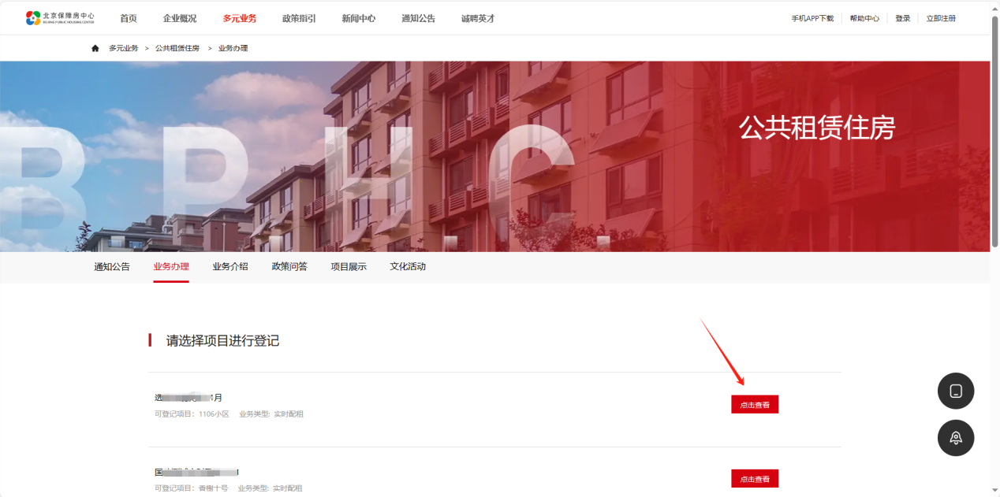 北京保障房中心
BEIJING PUBLIC HOUSING CENTER
首页 企业概况 多元业务 政策指引 新闻中心 通知公告 诚聘英才 手机APP下载 帮助中心 登录 立即注册
多元业务 > 公共租赁住房 > 业务办理
BPHC
公共租赁住房
通知公告 业务办理 业务介绍 政策问答 项目展示 文化活动
请选择项目进行登记
选 月
点击查看
可登记项目：1106小区 业务类型: 实时配租
国
点击查看
可登记项目：香榭十号 业务类型: 实时配租